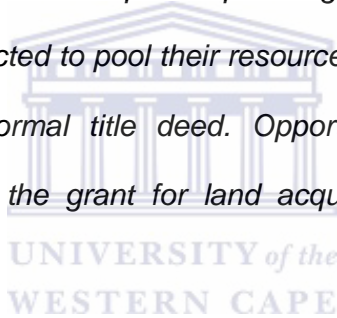 cted to pool their resource
ormal title deed. Oppor
the grant for land acqu
UNIVERSITY of the
WESTERN CAPE